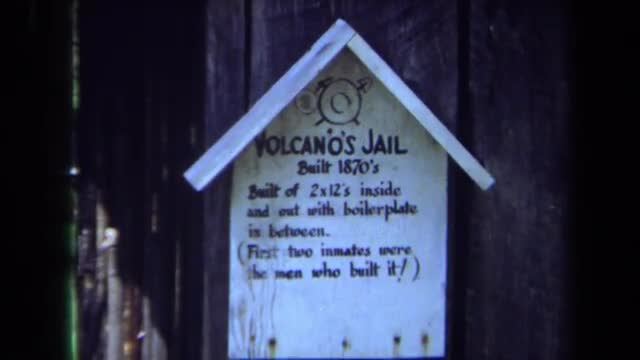 VOLCANO'S JAIL
Built 1870's
Built of 2x12's inside
and out with boilerplate
in between.
(First two inmates were
the men who built it!)